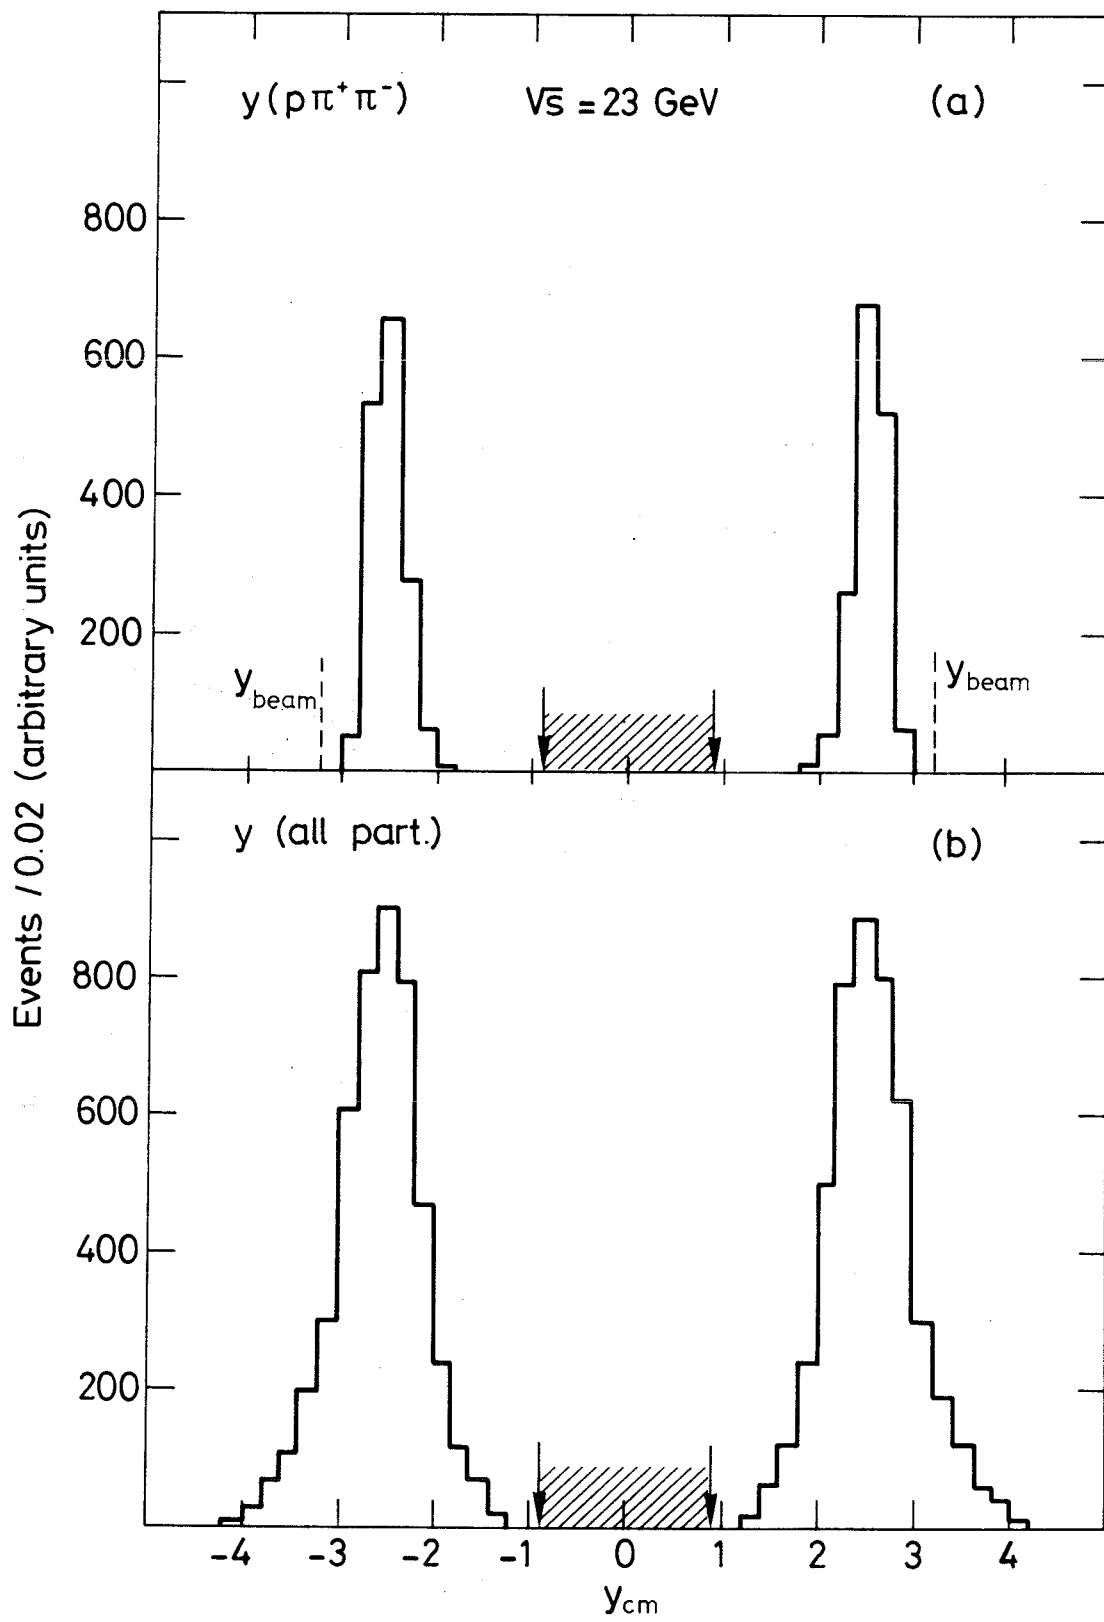 y(pπ⁺π⁻) √s = 23 GeV (a)
800
600
400
200
y_beam
y_beam
Events / 0.02 (arbitrary units)
y (all part.) (b)
800
600
400
200
-4 -3 -2 -1 0 1 2 3 4
y_cm